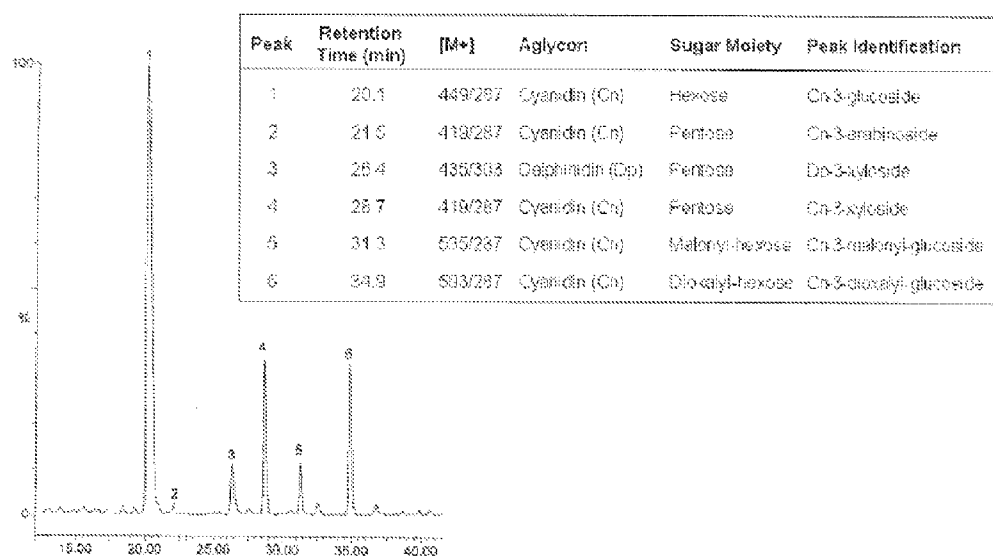 Peak Retention Time (min) [M+] Aglycon Sugar Moiety Peak Identification
1 20.1 449/287 Cyanidin (Cn) Hexose Cn-3-glucoside
2 21.5 419/287 Cyanidin (Cn) Pentose Cn-3-arabinoside
3 26.4 435/303 Delphinidin (Dp) Pentose Dp-3-xyloside
4 28.7 419/287 Cyanidin (Cn) Pentose Cn-3-xyloside
5 31.3 535/287 Cyanidin (Cn) Malonyl-hexose Cn-3-malonyl-glucoside
6 34.9 593/287 Cyanidin (Cn) Dioxalyl-hexose Cn-3-dioxalyl-glucoside
100
%
0
1
2
3
4
5
6
15.00 20.00 25.00 30.00 35.00 40.00